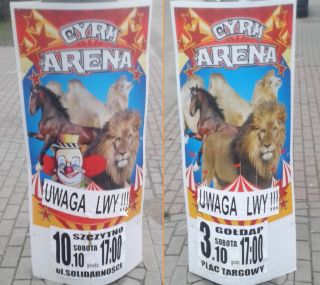 CYRK
ARENA
UWAGA LWY!!!
SZCZYTNO
10.10 SOBOTA godz. 17:00
ul.SOLIDARNOŚCI
CYRK
ARENA
UWAGA LWY!!!
GOŁDAP
3.10 SOBOTA godz. 17:00
PLAC TARGOWY